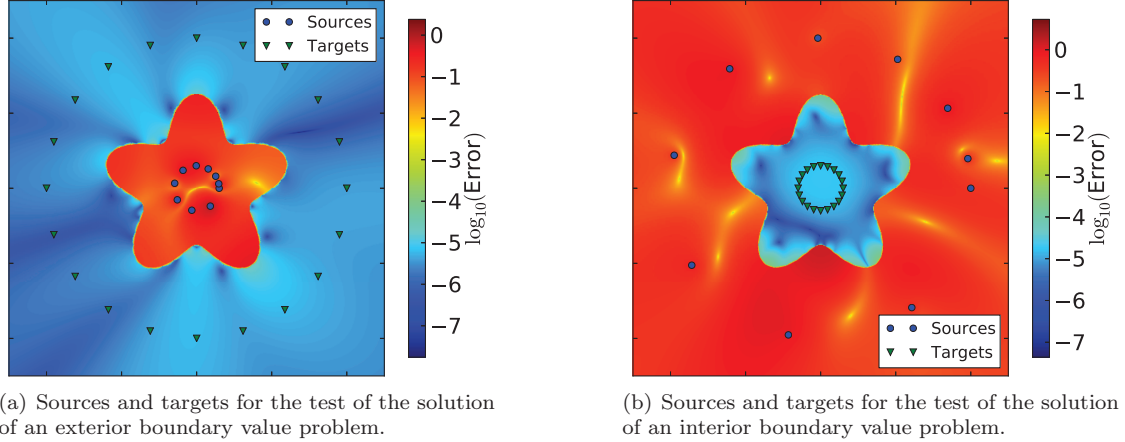 Sources
Targets
0
−1
−2
−3
−4
−5
−6
−7
log10(Error)
(a) Sources and targets for the test of the solution
of an exterior boundary value problem.
Sources
Targets
0
−1
−2
−3
−4
−5
−6
−7
log10(Error)
(b) Sources and targets for the test of the solution
of an interior boundary value problem.